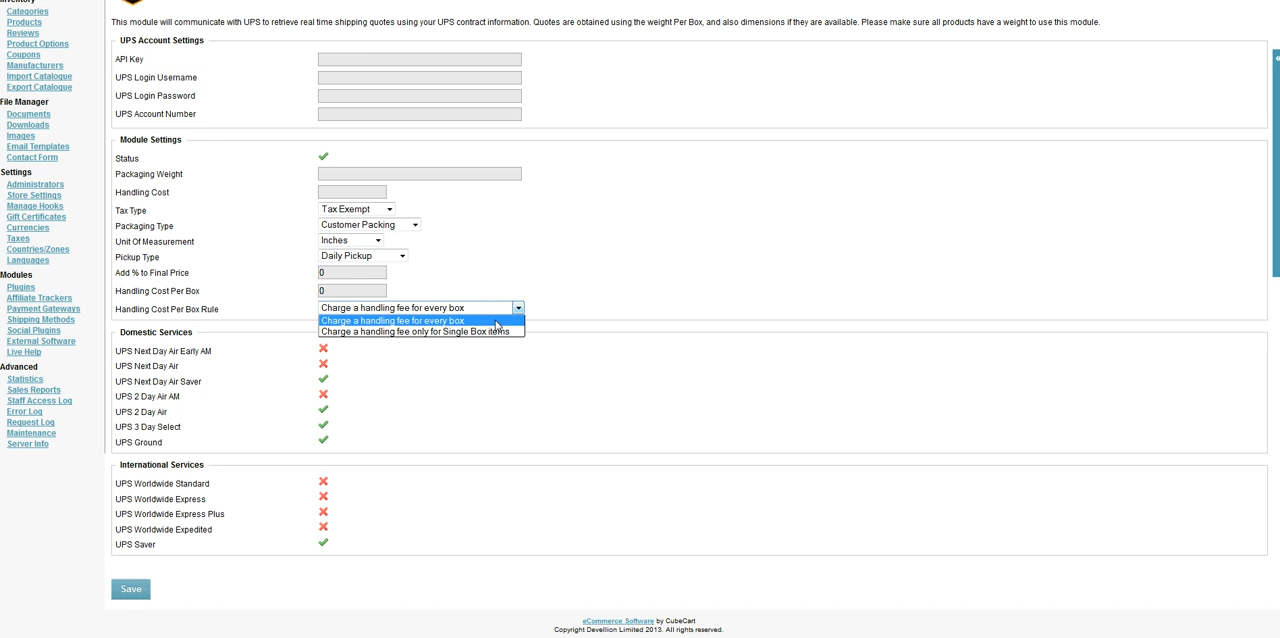 Inventory
Categories
Products
Reviews
Product Options
Coupons
Manufacturers
Import Catalogue
Export Catalogue
File Manager
Documents
Downloads
Images
Email Templates
Contact Form
Settings
Administrators
Store Settings
Manage Hooks
Gift Certificates
Currencies
Taxes
Countries/Zones
Languages
Modules
Plugins
Affiliate Trackers
Payment Gateways
Shipping Methods
Social Plugins
External Software
Live Help
Advanced
Statistics
Sales Reports
Staff Access Log
Error Log
Request Log
Maintenance
Server Info
This module will communicate with UPS to retrieve real time shipping quotes using your UPS contract information. Quotes are obtained using the weight Per Box, and also dimensions if they are available. Please make sure all products have a weight to use this module.
UPS Account Settings
API Key
UPS Login Username
UPS Login Password
UPS Account Number
Module Settings
Status
Packaging Weight
Handling Cost
Tax Type Tax Exempt
Packaging Type Customer Packing
Unit Of Measurement Inches
Pickup Type Daily Pickup
Add % to Final Price 0
Handling Cost Per Box 0
Handling Cost Per Box Rule Charge a handling fee for every box
Charge a handling fee for every box
Charge a handling fee only for Single Box items
Domestic Services
UPS Next Day Air Early AM
UPS Next Day Air
UPS Next Day Air Saver
UPS 2 Day Air AM
UPS 2 Day Air
UPS 3 Day Select
UPS Ground
International Services
UPS Worldwide Standard
UPS Worldwide Express
UPS Worldwide Express Plus
UPS Worldwide Expedited
UPS Saver
Save
eCommerce Software by CubeCart
Copyright Devellion Limited 2013. All rights reserved.